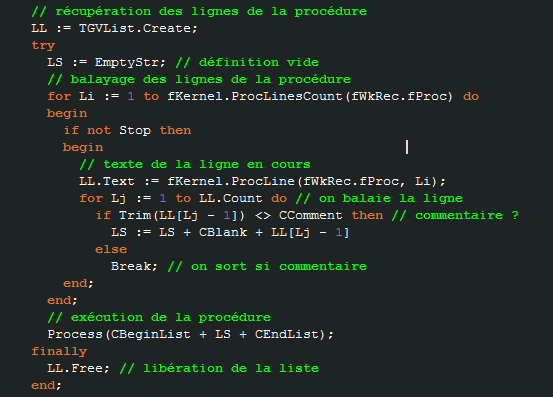 // récupération des lignes de la procédure
LL := TGVList.Create;
try
LS := EmptyStr; // définition vide
// balayage des lignes de la procédure
for Li := 1 to fKernel.ProcLinesCount(fWkRec.fProc) do
begin
if not Stop then
begin
// texte de la ligne en cours
LL.Text := fKernel.ProcLine(fWkRec.fProc, Li);
for Lj := 1 to LL.Count do // on balaie la ligne
if Trim(LL[Lj - 1]) <> CComment then // commentaire ?
LS := LS + CBlank + LL[Lj - 1]
else
Break; // on sort si commentaire
end;
end;
// exécution de la procédure
Process(CBeginList + LS + CEndList);
finally
LL.Free; // libération de la liste
end;